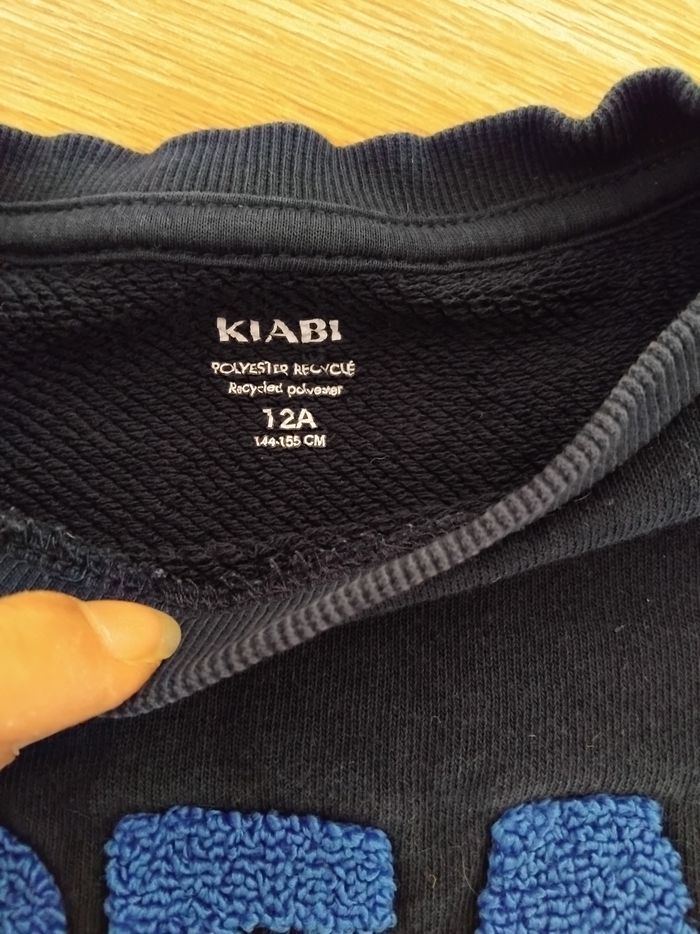 KIABI
POLYESTER RECYCLÉ
Recycled polyester
12A
144-155 CM